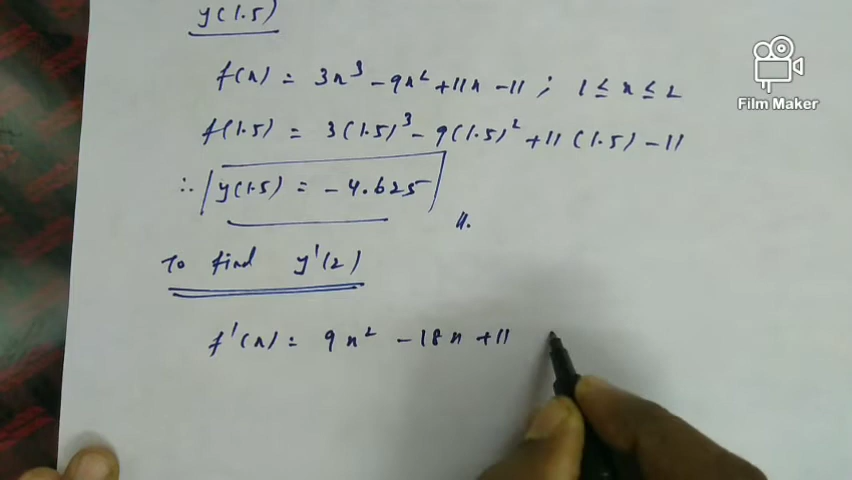 y(1.5)
f(x) = 3x³ - 9x² + 11x - 11 ; 1 ≤ x ≤ 2
f(1.5) = 3(1.5)³ - 9(1.5)² + 11(1.5) - 11
∴ y(1.5) = -4.625 //.
To find y'(2)
f'(x) = 9x² - 18x + 11
Film Maker